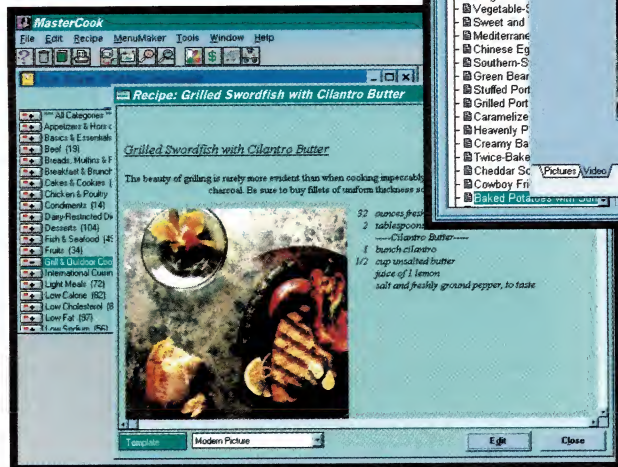 MasterCook
File Edit Recipe MenuMaker Tools Window Help
Recipe: Grilled Swordfish with Cilantro Butter
*** All Categories ***
Appetizers & Hors
Basics & Essentials
Beef (19)
Breads, Muffins & F
Breakfast & Brunch
Cakes & Cookies (
Chicken & Poultry
Condiments (14)
Dairy-Restricted Di
Desserts (104)
Fish & Seafood (4
Fruits (34)
Grill & Outdoor Coo
International Cuisin
Light Meals (72)
Low Calorie (62)
Low Cholesterol (8
Low Fat (97)
Low Sodium (56)
Grilled Swordfish with Cilantro Butter
The beauty of grilling is rarely more evident than when cooking impeccably
charcoal. Be sure to buy fillets of uniform thickness so
32 ounces fresh
2 tablespoons
----Cilantro Butter----
1 bunch cilantro
1/2 cup unsalted butter
juice of 1 lemon
salt and freshly ground pepper, to taste
Template Modern Picture Edit Close
Vegetable-S
Sweet and
Mediterrane
Chinese Eg
Southern-S
Green Bear
Stuffed Port
Grilled Port
Caramelize
Heavenly P
Creamy Ba
Twice-Bake
Cheddar Sc
Cowboy Fri
Baked Potatoes with
Pictures Video